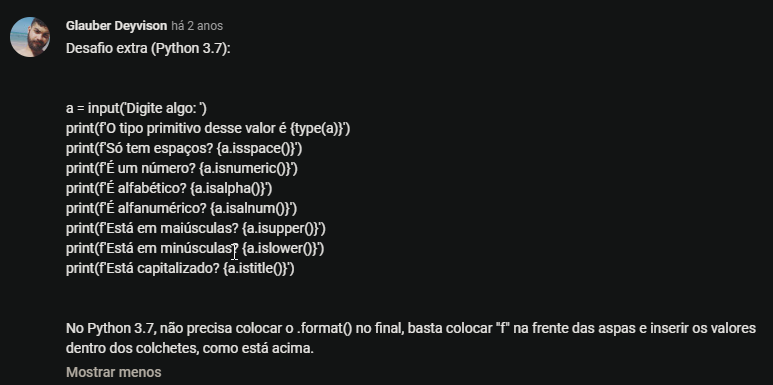 Glauber Deyvison há 2 anos
Desafio extra (Python 3.7):
a = input('Digite algo: ')
print(f'O tipo primitivo desse valor é {type(a)}')
print(f'Só tem espaços? {a.isspace()}')
print(f'É um número? {a.isnumeric()}')
print(f'É alfabético? {a.isalpha()}')
print(f'É alfanumérico? {a.isalnum()}')
print(f'Está em maiúsculas? {a.isupper()}')
print(f'Está em minúsculas? {a.islower()}')
print(f'Está capitalizado? {a.istitle()}')
No Python 3.7, não precisa colocar o .format() no final, basta colocar "f" na frente das aspas e inserir os valores
dentro dos colchetes, como está acima.
Mostrar menos